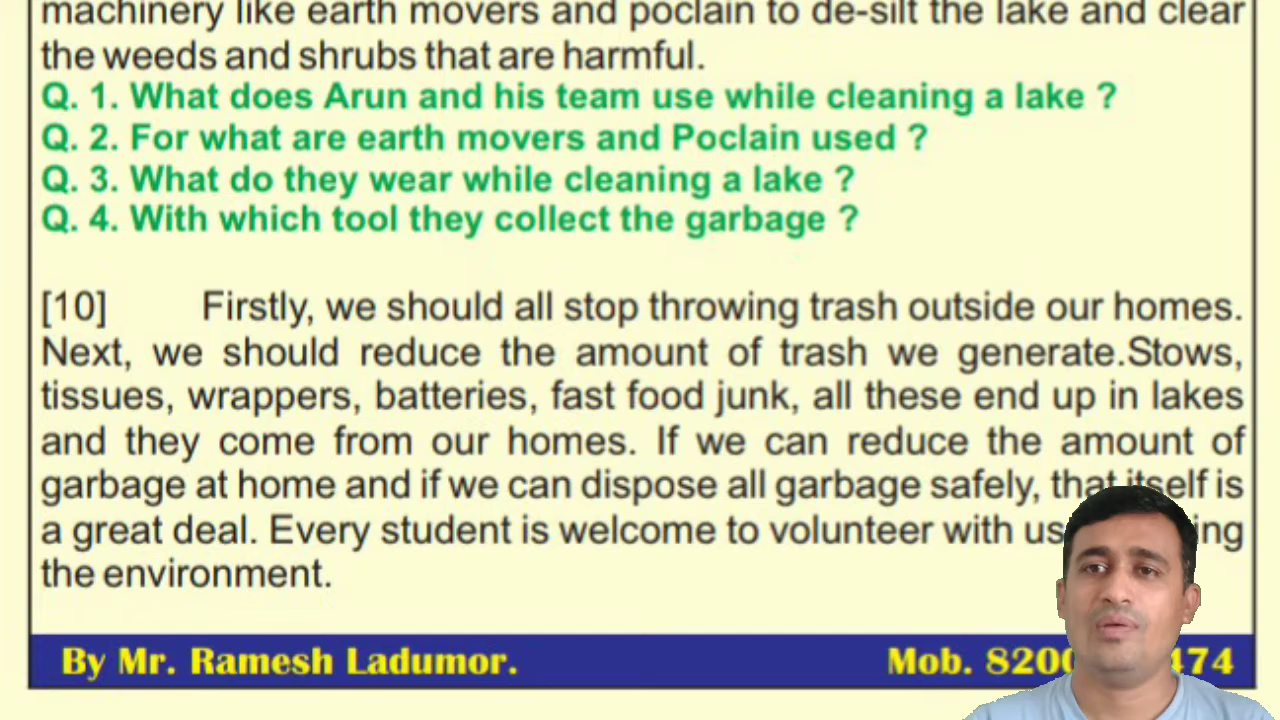 machinery like earth movers and poclain to de-silt the lake and clear
the weeds and shrubs that are harmful.
Q. 1. What does Arun and his team use while cleaning a lake ?
Q. 2. For what are earth movers and Poclain used ?
Q. 3. What do they wear while cleaning a lake ?
Q. 4. With which tool they collect the garbage ?
[10] Firstly, we should all stop throwing trash outside our homes.
Next, we should reduce the amount of trash we generate.Stows,
tissues, wrappers, batteries, fast food junk, all these end up in lakes
and they come from our homes. If we can reduce the amount of
garbage at home and if we can dispose all garbage safely, that itself is
a great deal. Every student is welcome to volunteer with us
the environment.
By Mr. Ramesh Ladumor.
Mob. 820 474